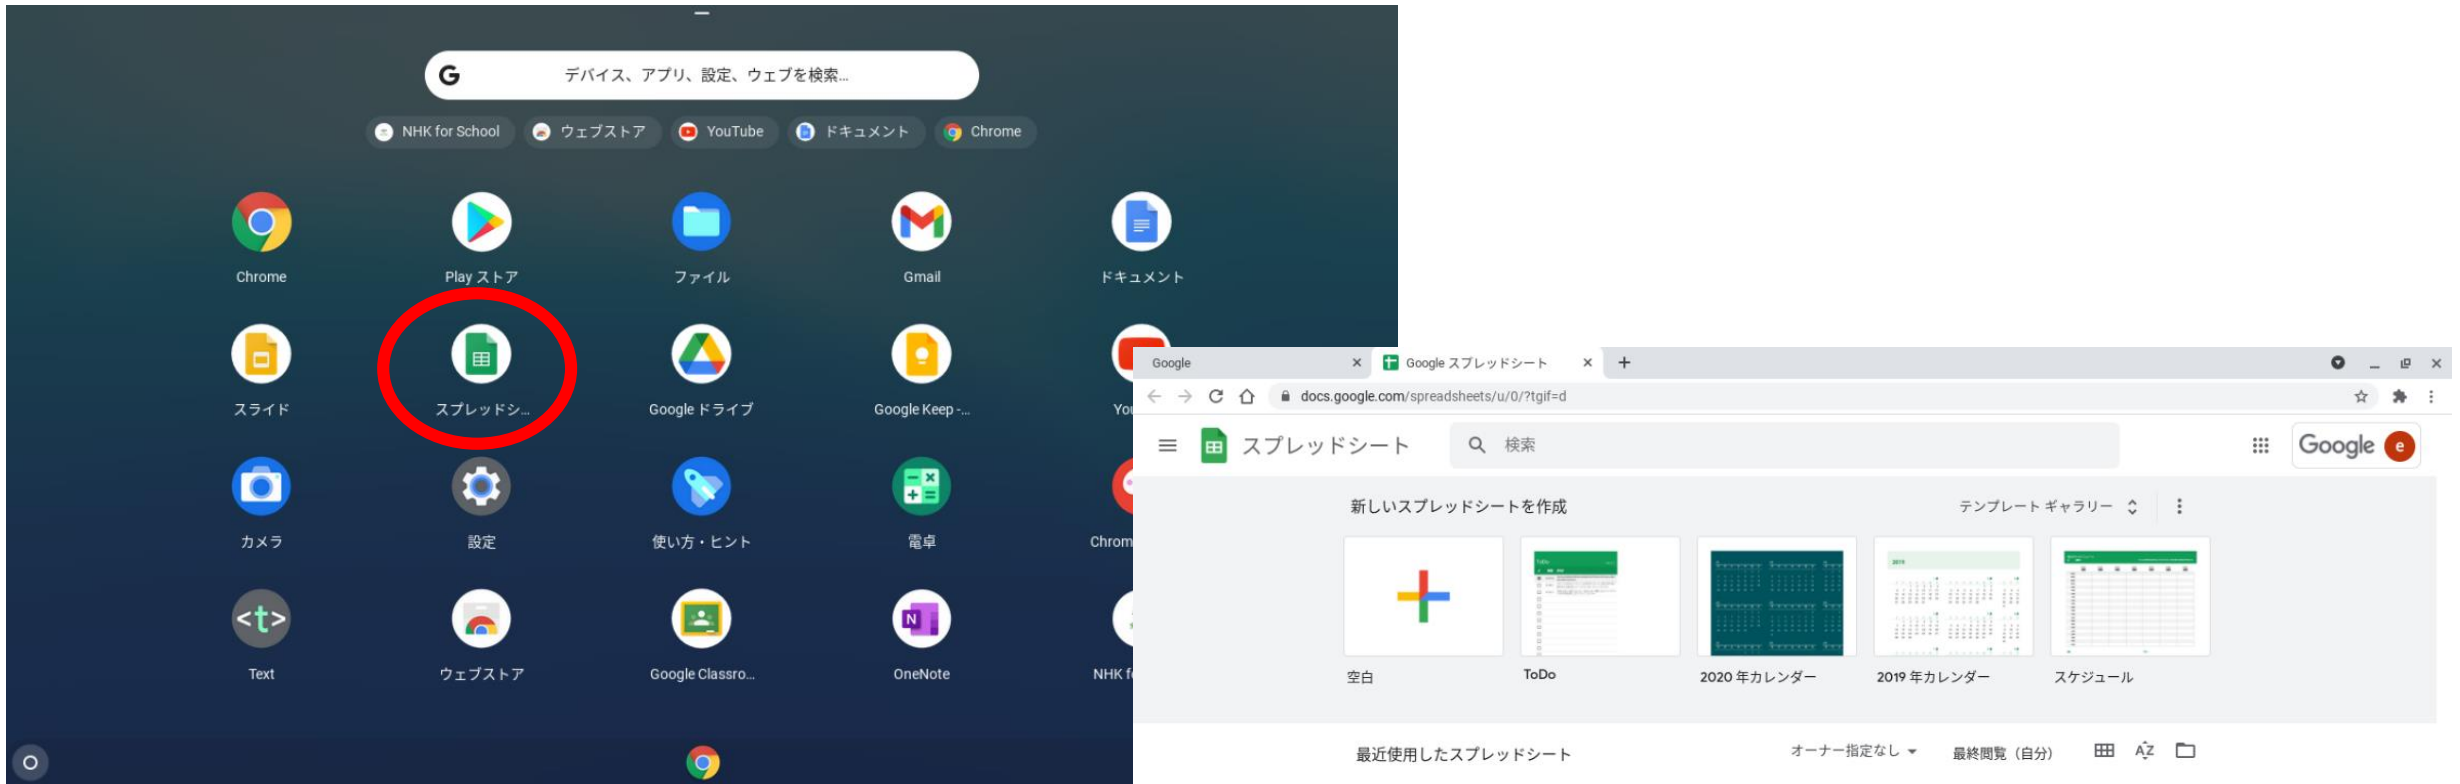 デバイス、アプリ、設定、ウェブを検索...
NHK for School
ウェブストア
YouTube
ドキュメント
Chrome
Chrome
Play ストア
ファイル
Gmail
ドキュメント
スライド
スプレッドシ...
Google ドライブ
Google Keep -...
You
カメラ
設定
使い方・ヒント
電卓
Chrom
Text
ウェブストア
Google Classro...
OneNote
NHK f
Google
Google スプレッドシート
docs.google.com/spreadsheets/u/0/?tgif=d
スプレッドシート
検索
Google e
新しいスプレッドシートを作成
テンプレート ギャラリー
空白
ToDo
2020 年カレンダー
2019 年カレンダー
スケジュール
最近使用したスプレッドシート
オーナー指定なし
最終閲覧（自分）
AZ